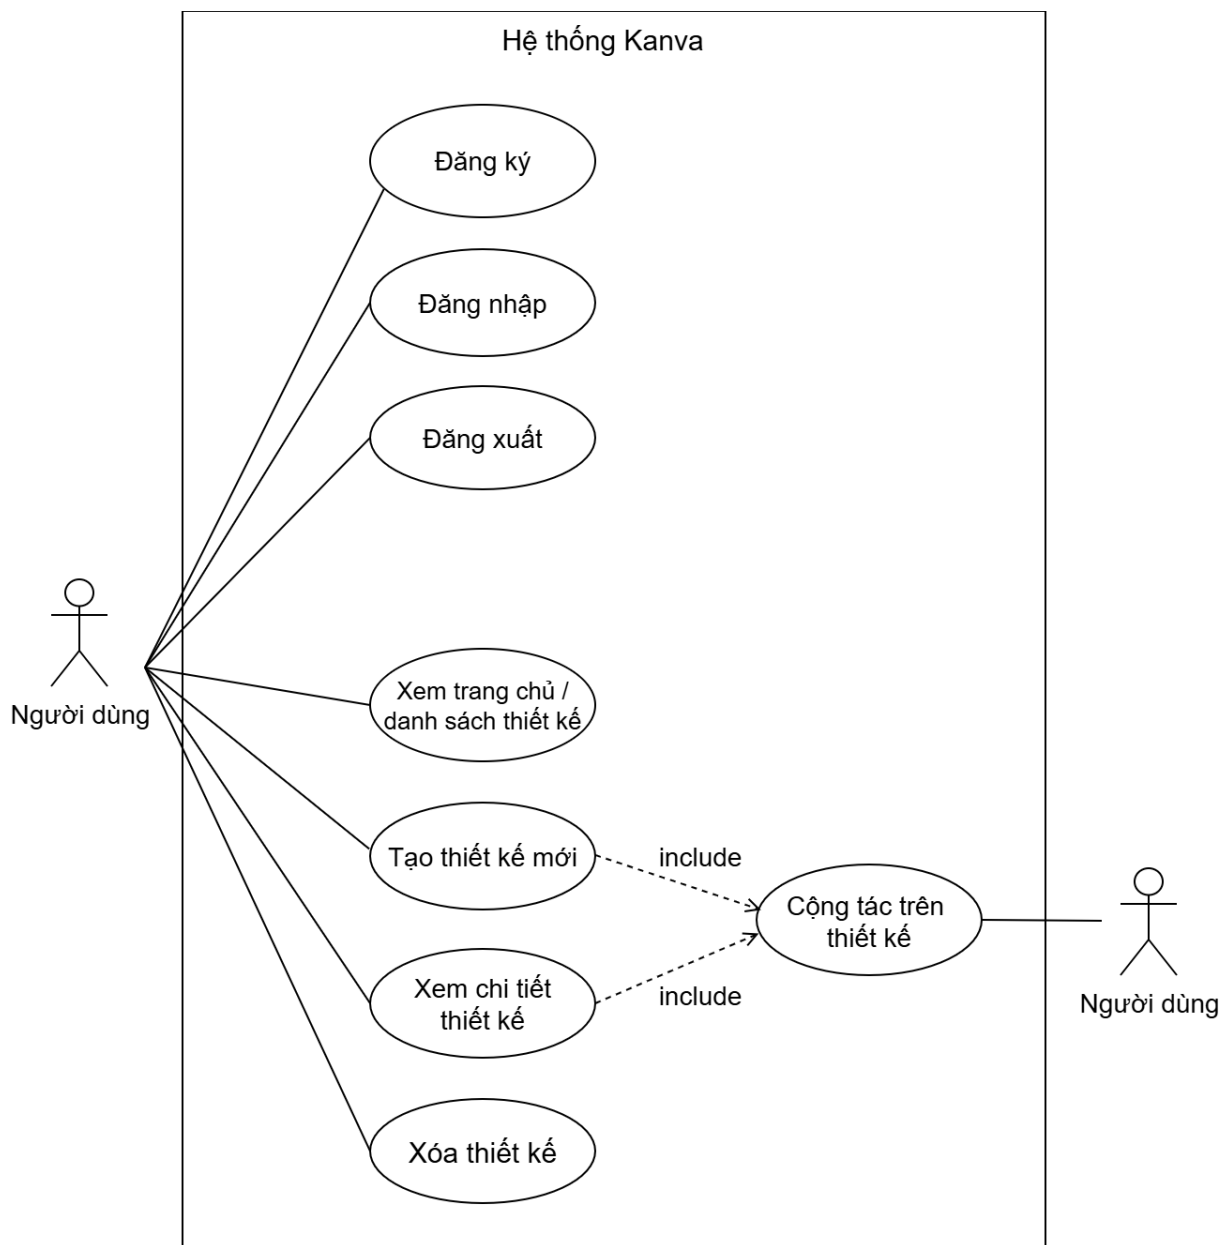 Hệ thống Kanva
Đăng ký
Đăng nhập
Đăng xuất
Người dùng
Xem trang chủ /
danh sách thiết kế
Tạo thiết kế mới
include
Cộng tác trên
thiết kế
Xem chi tiết
thiết kế
include
Người dùng
Xóa thiết kế